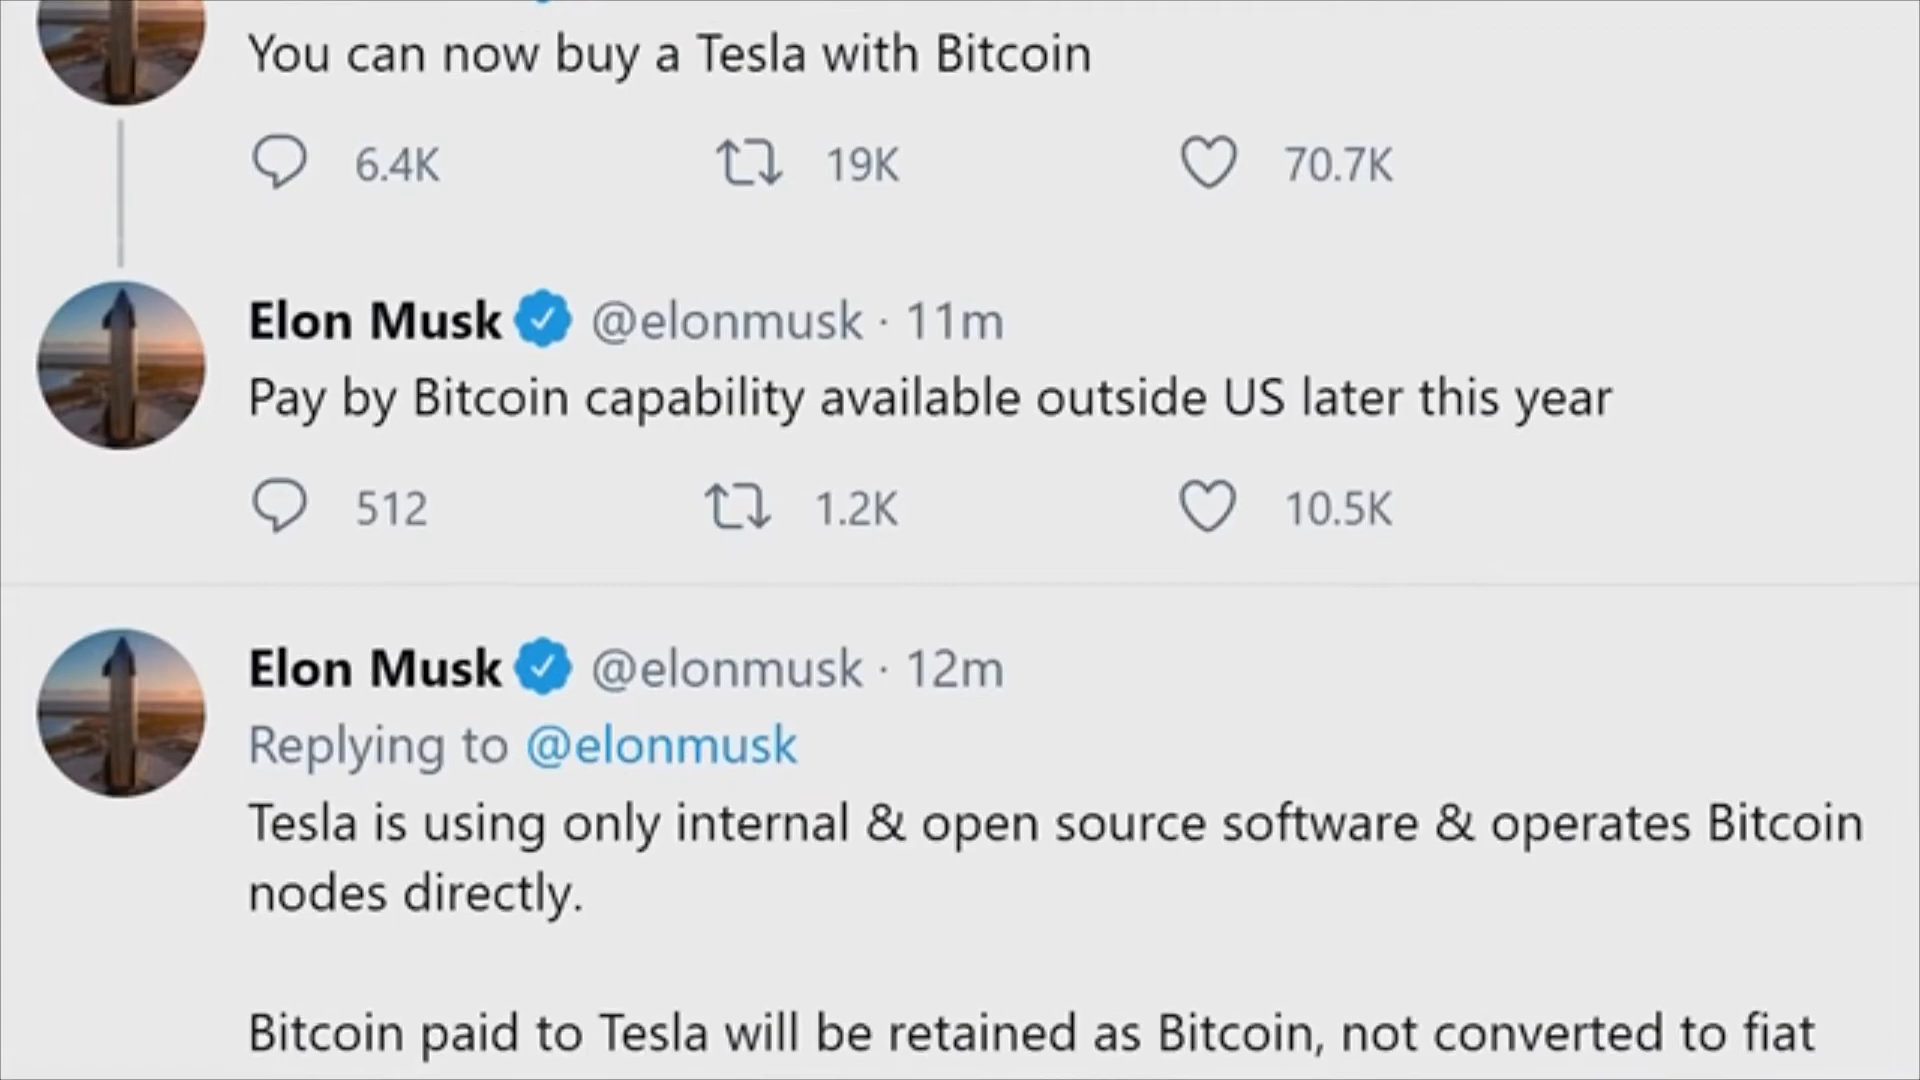 You can now buy a Tesla with Bitcoin
6.4K 19K 70.7K
Elon Musk @elonmusk · 11m
Pay by Bitcoin capability available outside US later this year
512 1.2K 10.5K
Elon Musk @elonmusk · 12m
Replying to @elonmusk
Tesla is using only internal & open source software & operates Bitcoin
nodes directly.
Bitcoin paid to Tesla will be retained as Bitcoin, not converted to fiat